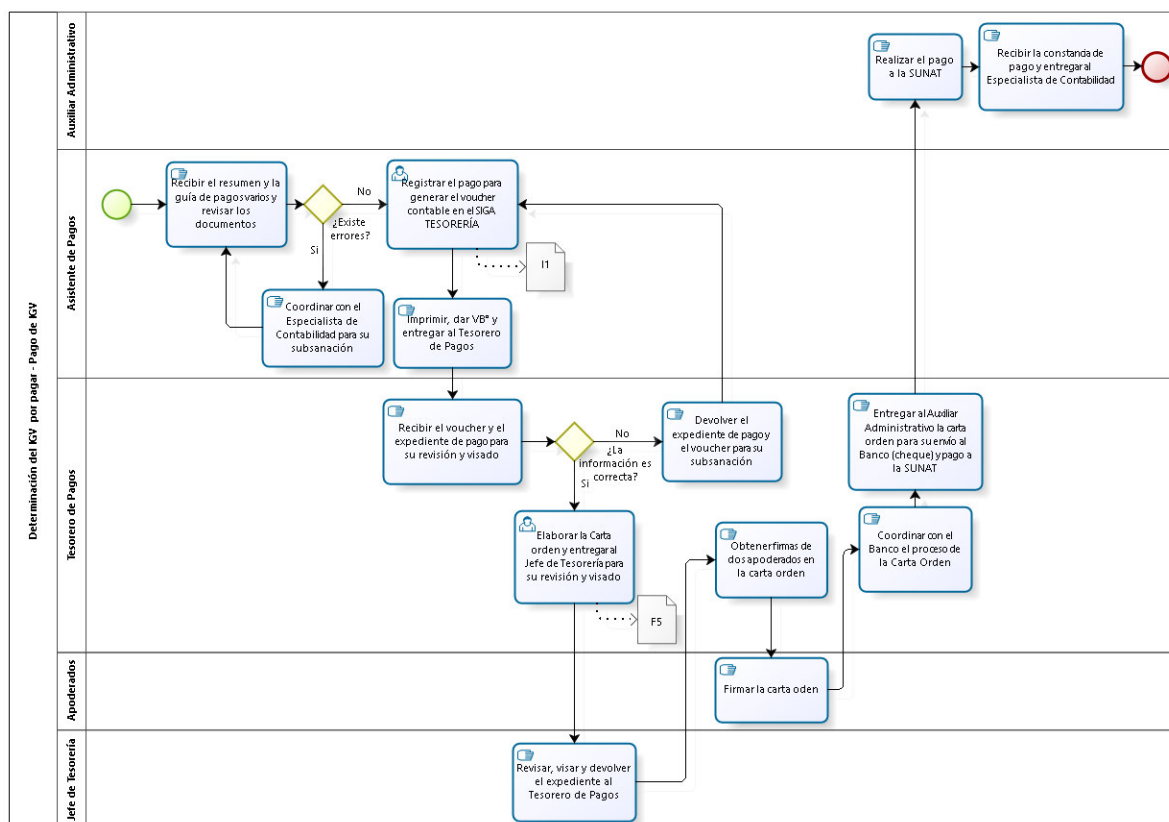 Determinación del IGV por pagar - Pago de IGV
Auxiliar Administrativo
Realizar el pago
a la SUNAT
Recibir la constancia de
pago y entregar al
Especialista de Contabilidad
Asistente de Pagos
Recibir el resumen y la
guía de pagos varios y
revisar los
documentos
No
¿Existe
errores?
Si
Registrar el pago para
generar el voucher
contable en el SIGA
TESORERÍA
I1
Coordinar con el
Especialista de
Contabilidad para su
subsanación
Imprimir, dar VB° y
entregar al Tesorero
de Pagos
Tesorero de Pagos
Recibir el voucher y el
expediente de pago para
su revisión y visado
No
¿La
información es
correcta?
Si
Devolver el
expediente de pago y
el voucher para su
subsanación
Entregar al Auxiliar
Administrativo la carta
orden para su envío al
Banco (cheque) y pago a
la SUNAT
Elaborar la Carta
orden y entregar al
Jefe de Tesorería para
su revisión y visado
F5
Obtener firmas de
dos apoderados en
la carta orden
Coordinar con el
Banco el proceso de
la Carta Orden
Apoderados
Firmar la carta oden
Jefe de Tesorería
Revisar, visar y devolver
el expediente al
Tesorero de Pagos